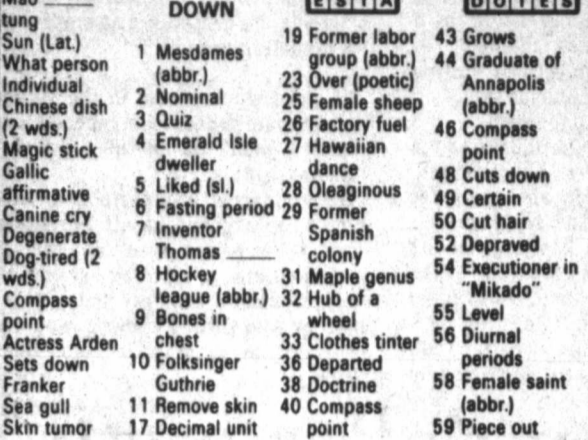 Mao ____
tung
Sun (Lat.)
What person
Individual
Chinese dish
(2 wds.)
Magic stick
Gallic
affirmative
Canine cry
Degenerate
Dog-tired (2
wds.)
Compass
point
Actress Arden
Sets down
Franker
Sea gull
Skin tumor
DOWN
1 Mesdames
(abbr.)
2 Nominal
3 Quiz
4 Emerald Isle
dweller
5 Liked (sl.)
6 Fasting period
7 Inventor
Thomas ____
8 Hockey
league (abbr.)
9 Bones in
chest
10 Folksinger
Guthrie
11 Remove skin
17 Decimal unit
E S T A
19 Former labor
group (abbr.)
23 Over (poetic)
25 Female sheep
26 Factory fuel
27 Hawaiian
dance
28 Oleaginous
29 Former
Spanish
colony
31 Maple genus
32 Hub of a
wheel
33 Clothes tinter
36 Departed
38 Doctrine
40 Compass
point
D O T E S
43 Grows
44 Graduate of
Annapolis
(abbr.)
46 Compass
point
48 Cuts down
49 Certain
50 Cut hair
52 Depraved
54 Executioner in
"Mikado"
55 Level
56 Diurnal
periods
58 Female saint
(abbr.)
59 Piece out